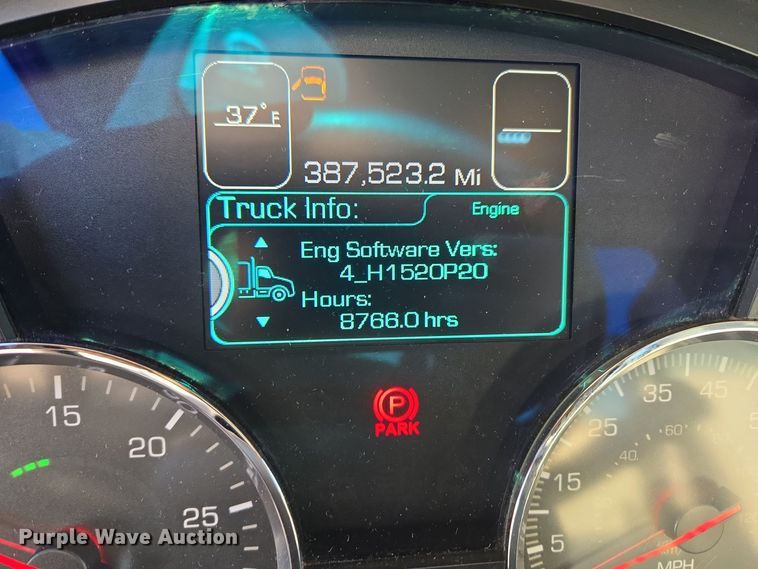 37° F
387,523.2 Mi
Truck Info:
Engine
Eng Software Vers:
4_H1520P20
Hours:
8766.0 hrs
P
PARK
15
20
25
5
15
25
35
45
40
60
MPH
Purple Wave Auction